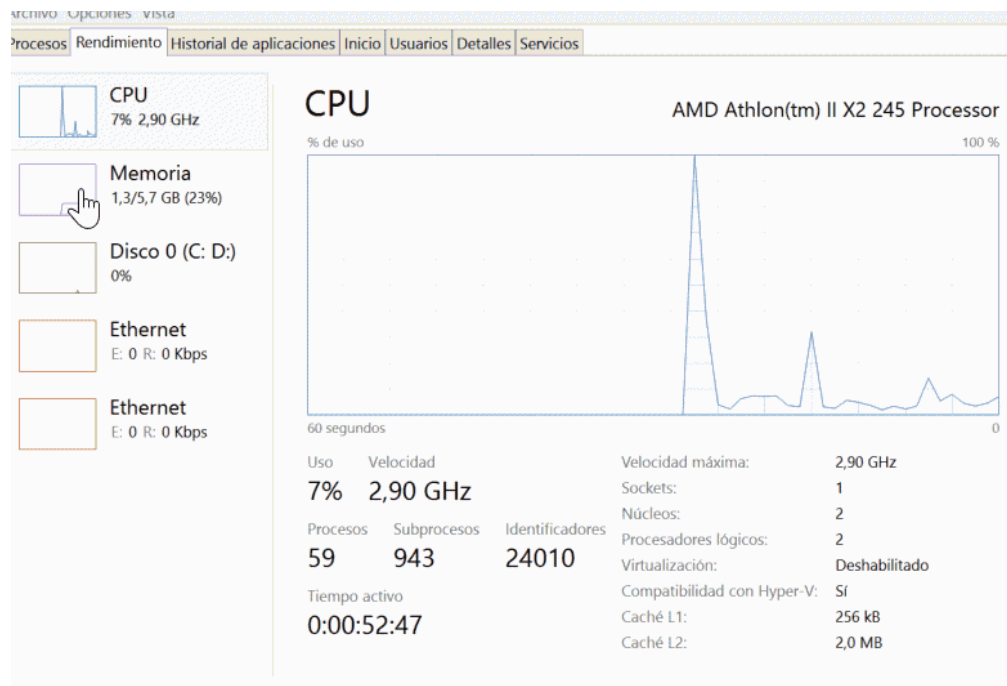 Archivo Opciones Vista
Procesos Rendimiento Historial de aplicaciones Inicio Usuarios Detalles Servicios
CPU
7% 2,90 GHz
Memoria
1,3/5,7 GB (23%)
Disco 0 (C: D:)
0%
Ethernet
E: 0 R: 0 Kbps
Ethernet
E: 0 R: 0 Kbps
CPU
AMD Athlon(tm) II X2 245 Processor
% de uso
100 %
60 segundos
0
Uso Velocidad
7% 2,90 GHz
Procesos Subprocesos Identificadores
59 943 24010
Tiempo activo
0:00:52:47
Velocidad máxima: 2,90 GHz
Sockets: 1
Núcleos: 2
Procesadores lógicos: 2
Virtualización: Deshabilitado
Compatibilidad con Hyper-V: Sí
Caché L1: 256 kB
Caché L2: 2,0 MB